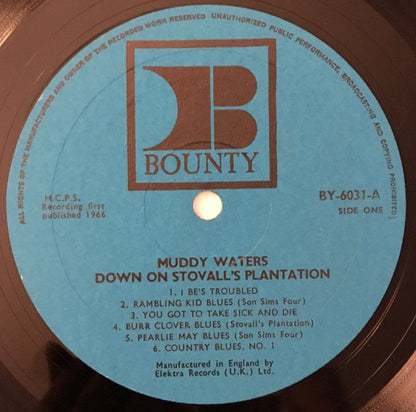 ALL RIGHTS OF THE MANUFACTURERS AND OWNER OF THE RECORDED WORK RESERVED UNAUTHORIZED PUBLIC PERFORMANCE, BROADCASTING AND COPYING PROHIBITED
B
BOUNTY
M.C.P.S.
Recording first
published 1966
BY-6031-A
SIDE ONE
MUDDY WATERS
DOWN ON STOVALL'S PLANTATION
1. I BE'S TROUBLED
2. RAMBLING KID BLUES (Son Sims Four)
3. YOU GOT TO TAKE SICK AND DIE
4. BURR CLOVER BLUES (Stovall's Plantation)
5. PEARLIE MAY BLUES (Son Sims Four)
6. COUNTRY BLUES, NO. 1
Manufactured in England by
Elektra Records (U.K.) Ltd.